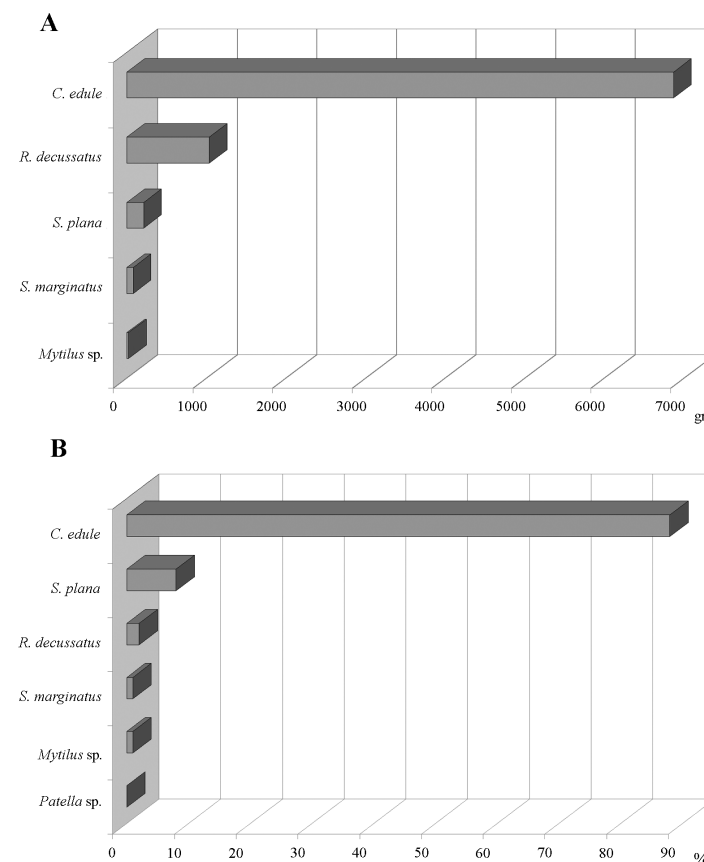 A
C. edule
R. decussatus
S. plana
S. marginatus
Mytilus sp.
0 1000 2000 3000 4000 5000 6000 7000
gr
B
C. edule
S. plana
R. decussatus
S. marginatus
Mytilus sp.
Patella sp.
0 10 20 30 40 50 60 70 80 90
%